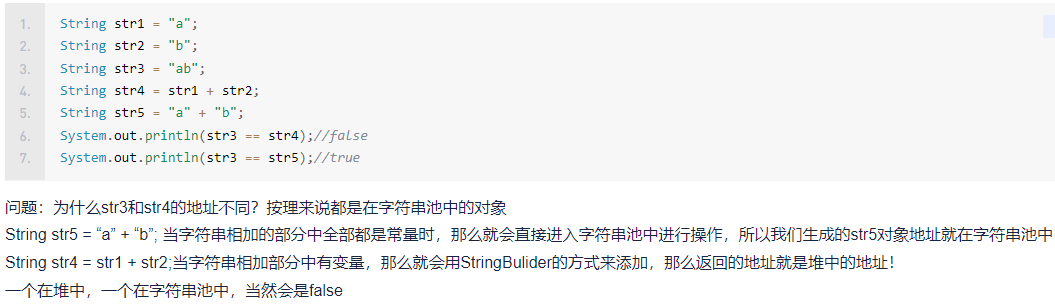 1. String str1 = "a";
2. String str2 = "b";
3. String str3 = "ab";
4. String str4 = str1 + str2;
5. String str5 = "a" + "b";
6. System.out.println(str3 == str4);//false
7. System.out.println(str3 == str5);//true
问题：为什么str3和str4的地址不同？按理来说都是在字符串池中的对象
String str5 = “a” + “b”; 当字符串相加的部分中全部都是常量时，那么就会直接进入字符串池中进行操作，所以我们生成的str5对象地址就在字符串池中
String str4 = str1 + str2;当字符串相加部分中有变量，那么就会用StringBulider的方式来添加，那么返回的地址就是堆中的地址！
一个在堆中，一个在字符串池中，当然会是false